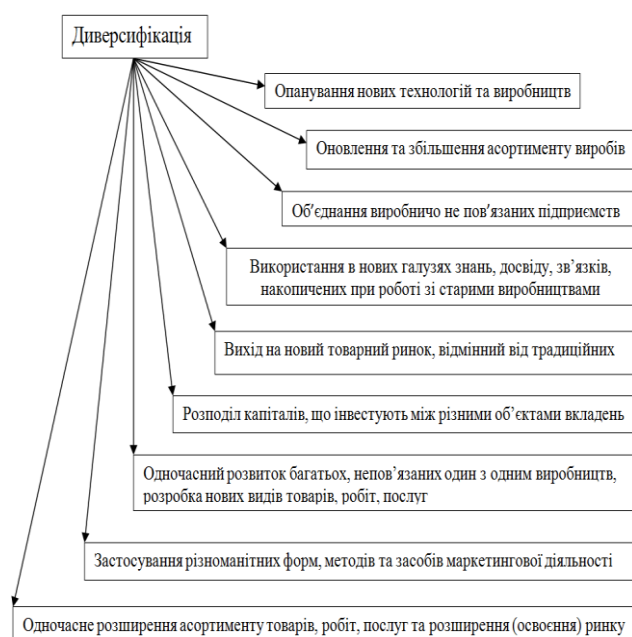 Диверсифікація
Опанування нових технологій та виробництв
Оновлення та збільшення асортименту виробів
Об'єднання виробничо не пов'язаних підприємств
Використання в нових галузях знань, досвіду, зв’язків,
накопичених при роботі зі старими виробництвами
Вихід на новий товарний ринок, відмінний від традиційних
Розподіл капіталів, що інвестують між різними об’єктами вкладень
Одночасний розвиток багатьох, непов’язаних один з одним виробництв,
розробка нових видів товарів, робіт, послуг
Застосування різноманітних форм, методів та засобів маркетингової діяльності
Одночасне розширення асортименту товарів, робіт, послуг та розширення (освоєння) ринку